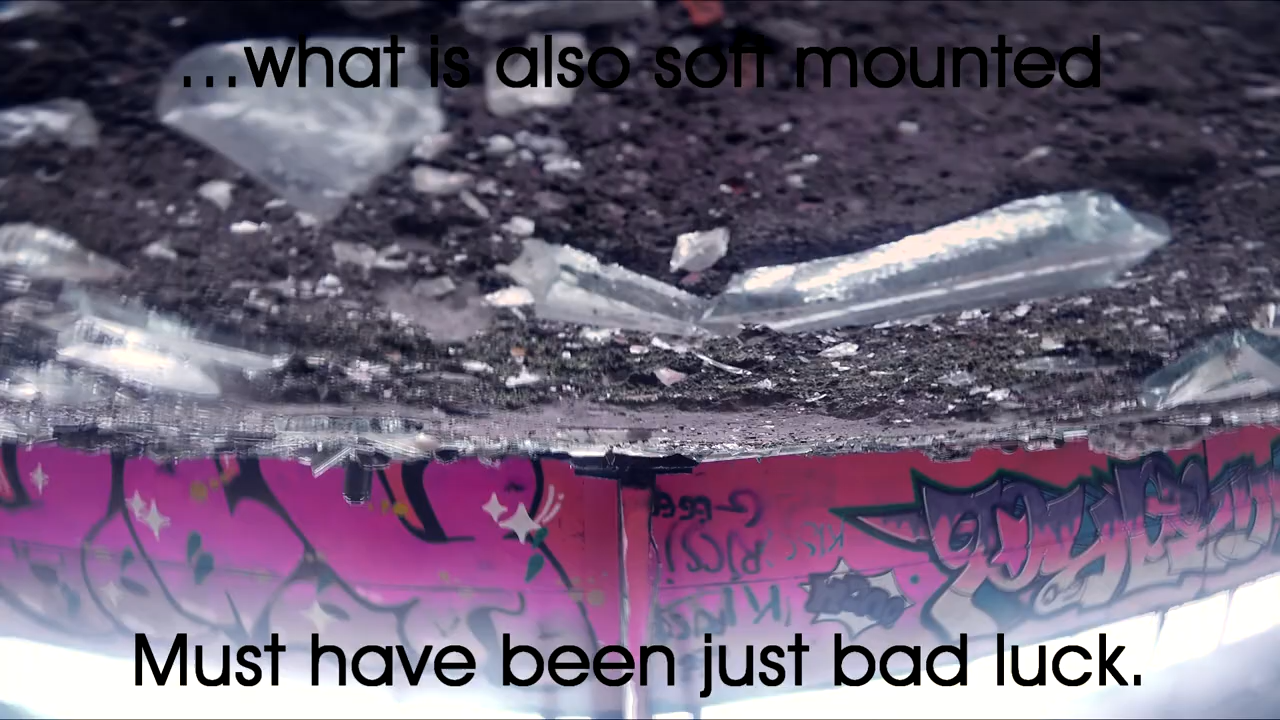 ...what is also soft mounted
Must have been just bad luck.